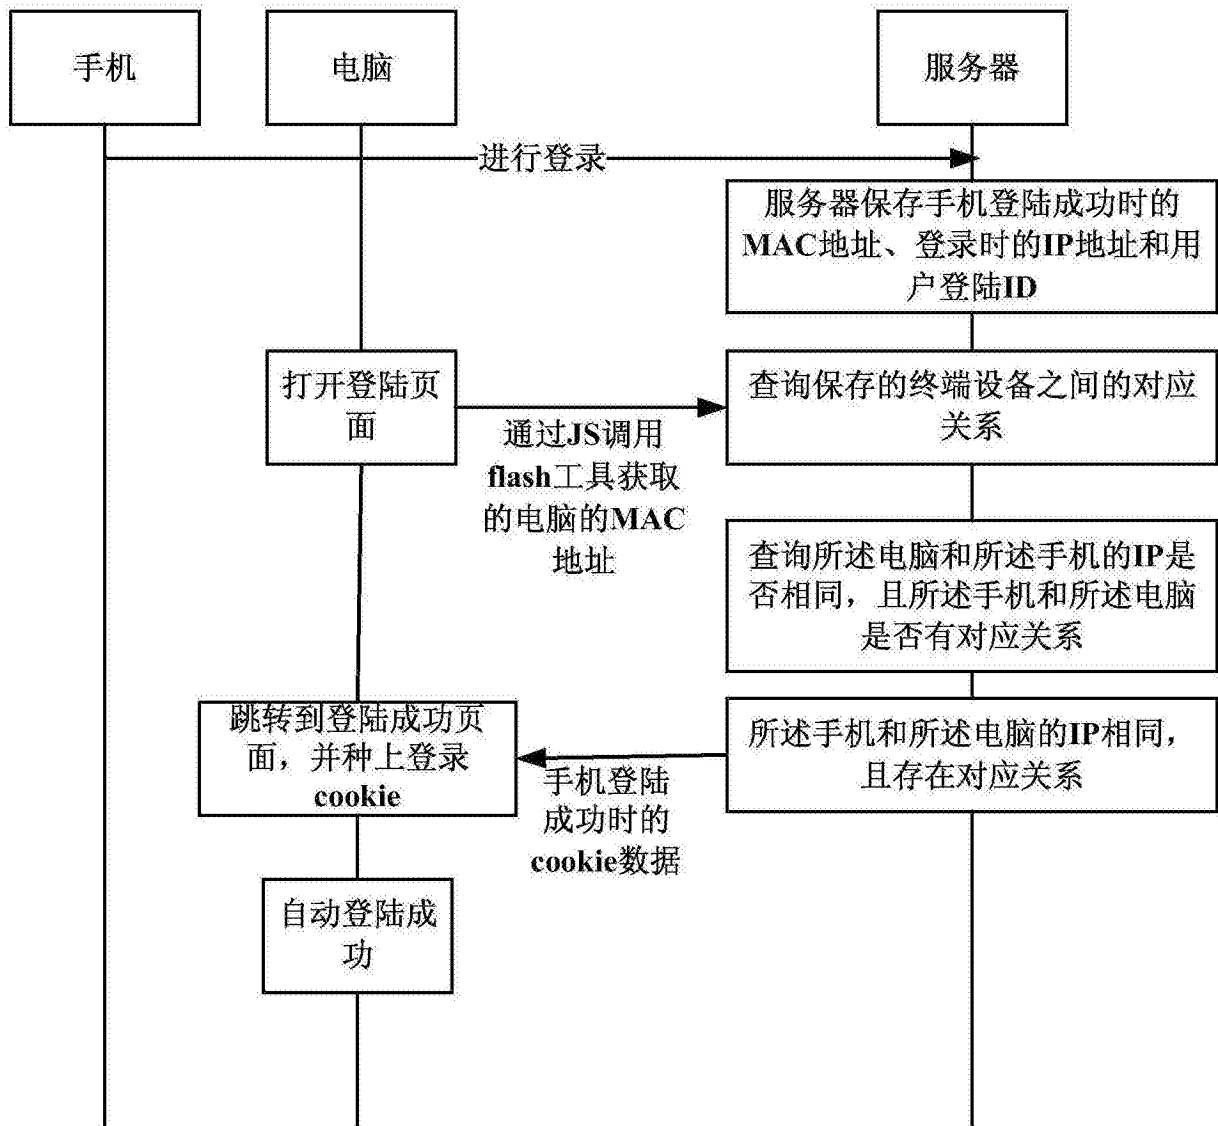 手机
电脑
服务器
进行登录
服务器保存手机登陆成功时的
MAC地址、登录时的IP地址和用
户登陆ID
打开登陆页
面
通过JS调用
flash工具获取
的电脑的MAC
地址
查询保存的终端设备之间的对应
关系
查询所述电脑和所述手机的IP是
否相同，且所述手机和所述电脑
是否有对应关系
所述手机和所述电脑的IP相同，
且存在对应关系
手机登陆
成功时的
cookie数据
跳转到登陆成功页
面，并种上登录
cookie
自动登陆成
功